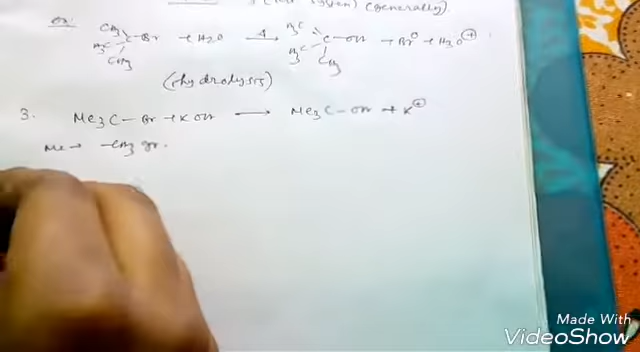 (generally)
Ex: CH3 H3C CH3 C-Br + H2O Δ→ H3C H3C CH3 C-OH + Br⊖ + H3O⊕
(Hydrolysis)
3. Me3C-Br + KOH → Me3C-OH + K⊕
Me → -CH3 gr.
Made With
VideoShow